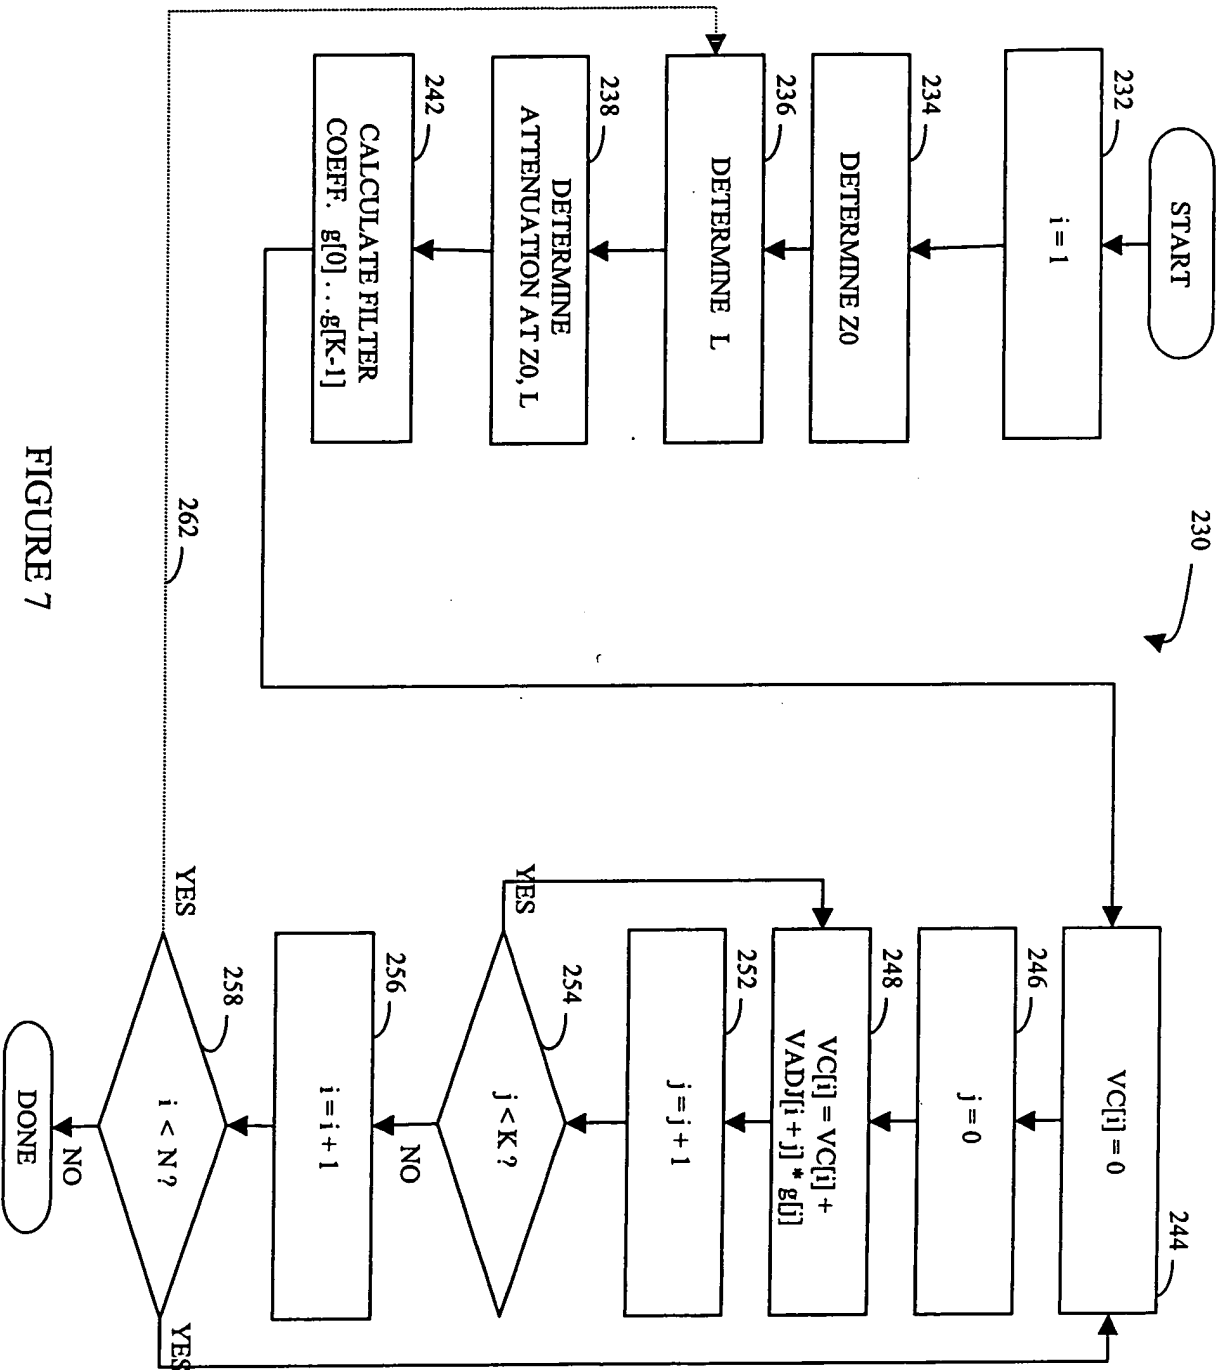 230
START
232
i = 1
234
DETERMINE Z0
236
DETERMINE L
238
DETERMINE
ATTENUATION AT Z0, L
242
CALCULATE FILTER
COEFF. g[0] . . . g[K-1]
244
VC[i] = 0
246
j = 0
248
VC[i] = VC[i] +
VADJ[i + j] * g[j]
252
j = j + 1
254
j < K ?
YES
NO
256
i = i + 1
258
i < N ?
YES
YES
NO
DONE
262
FIGURE 7